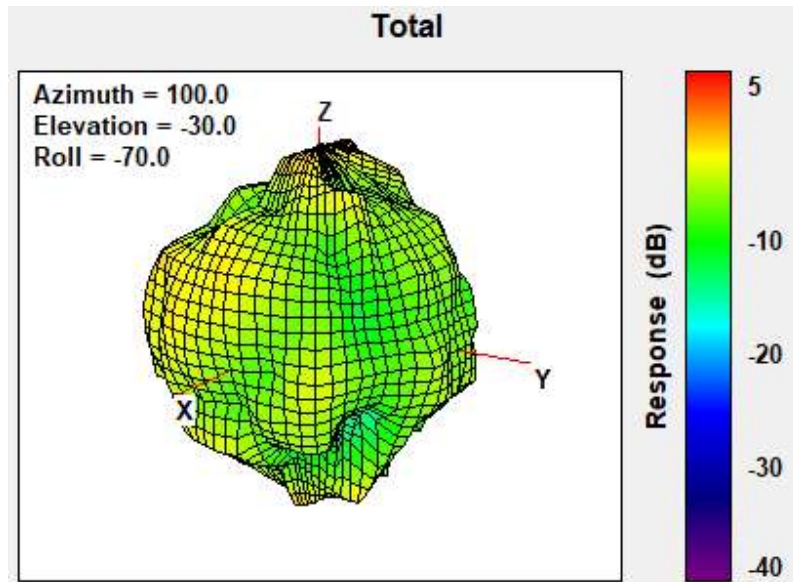 Total
Azimuth = 100.0
Elevation = -30.0
Roll = -70.0
Z
Y
X
Response (dB)
5
-10
-20
-30
-40